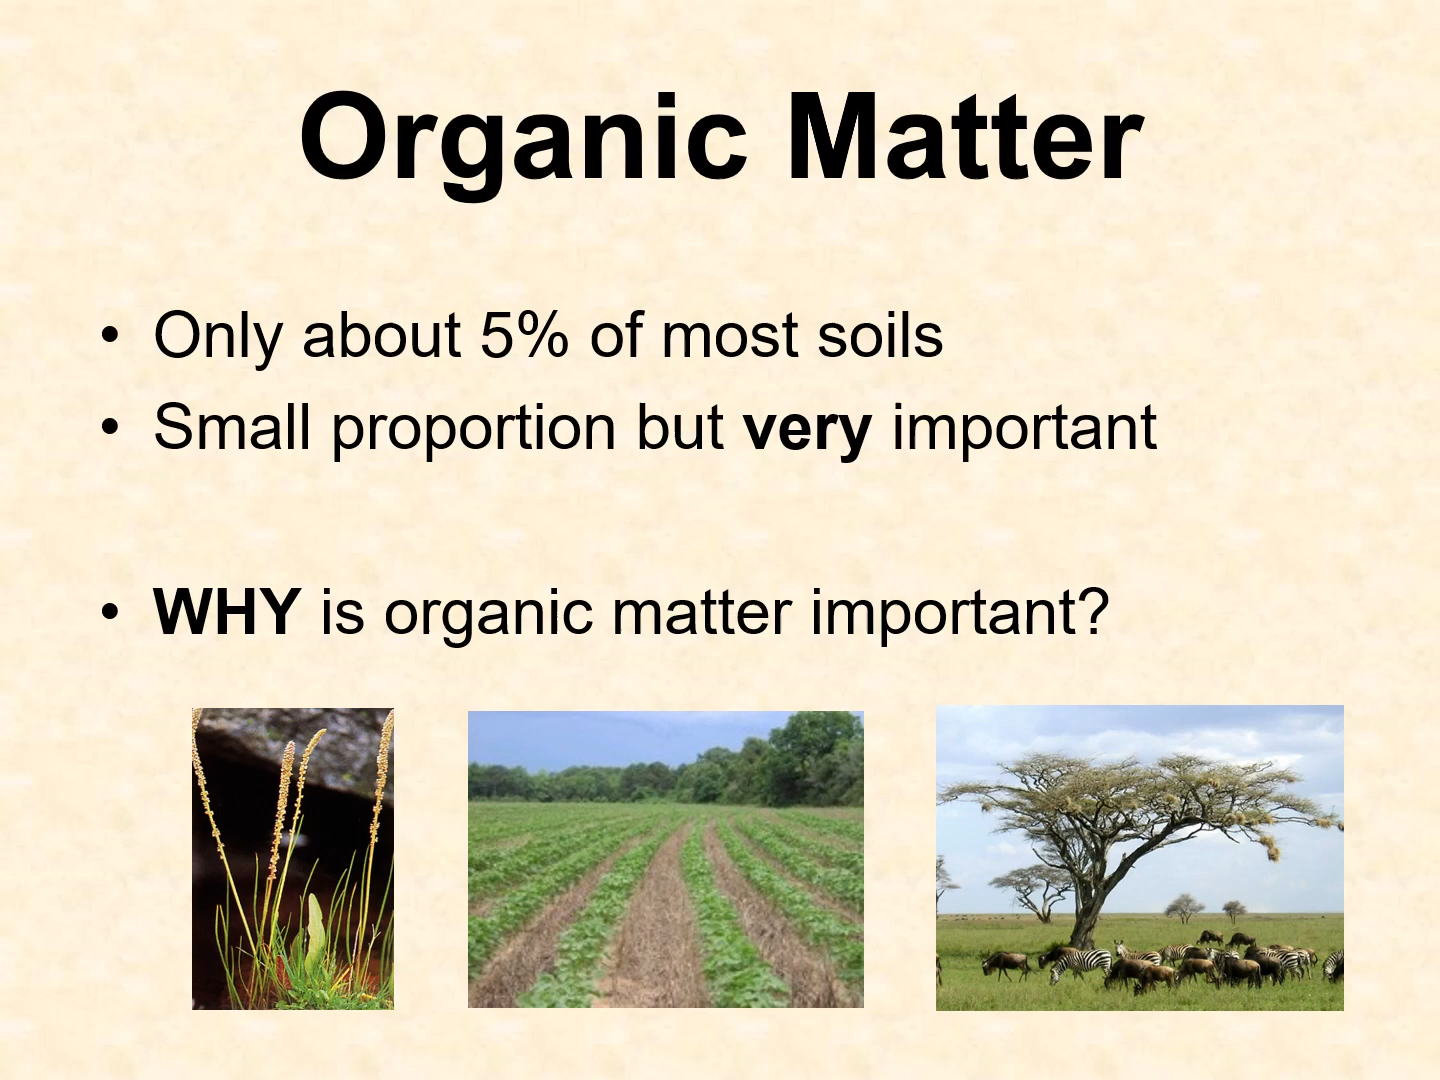 Organic Matter
• Only about 5% of most soils
• Small proportion but very important
• WHY is organic matter important?